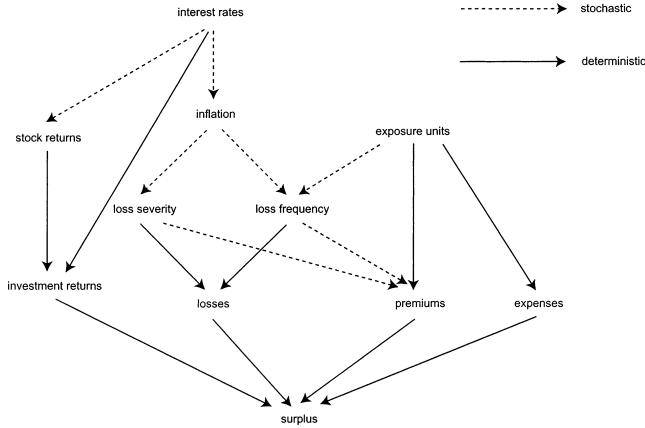 interest rates
stochastic
deterministic
inflation
stock returns
exposure units
loss severity
loss frequency
investment returns
losses
premiums
expenses
surplus